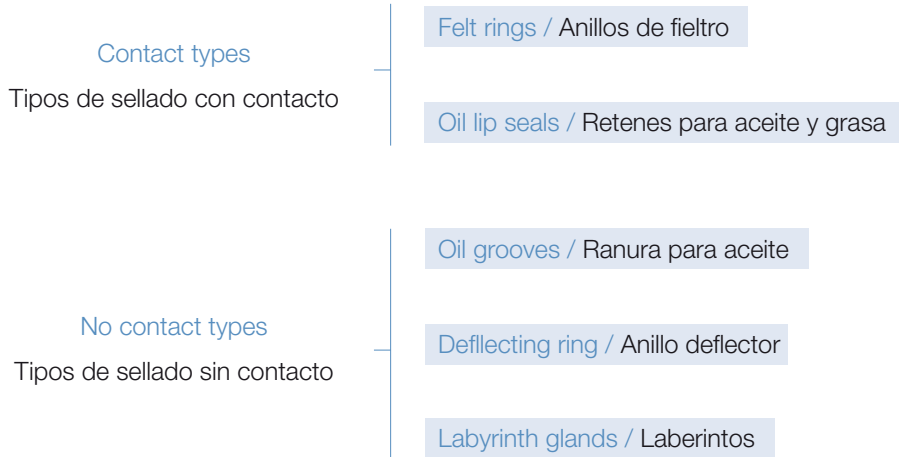 Contact types
Tipos de sellado con contacto
Felt rings / Anillos de fieltro
Oil lip seals / Retenes para aceite y grasa
No contact types
Tipos de sellado sin contacto
Oil grooves / Ranura para aceite
Defllecting ring / Anillo deflector
Labyrinth glands / Laberintos